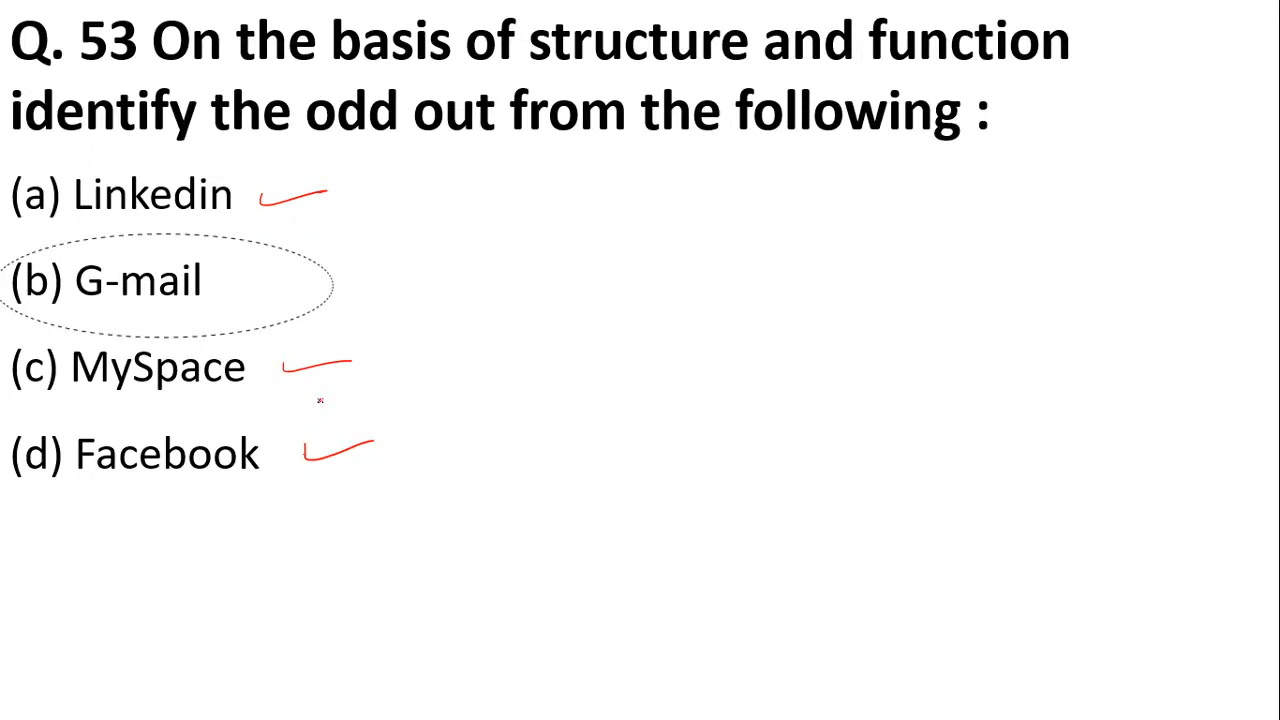 Q. 53 On the basis of structure and function
identify the odd out from the following :
(a) Linkedin
(b) G-mail
(c) MySpace
(d) Facebook